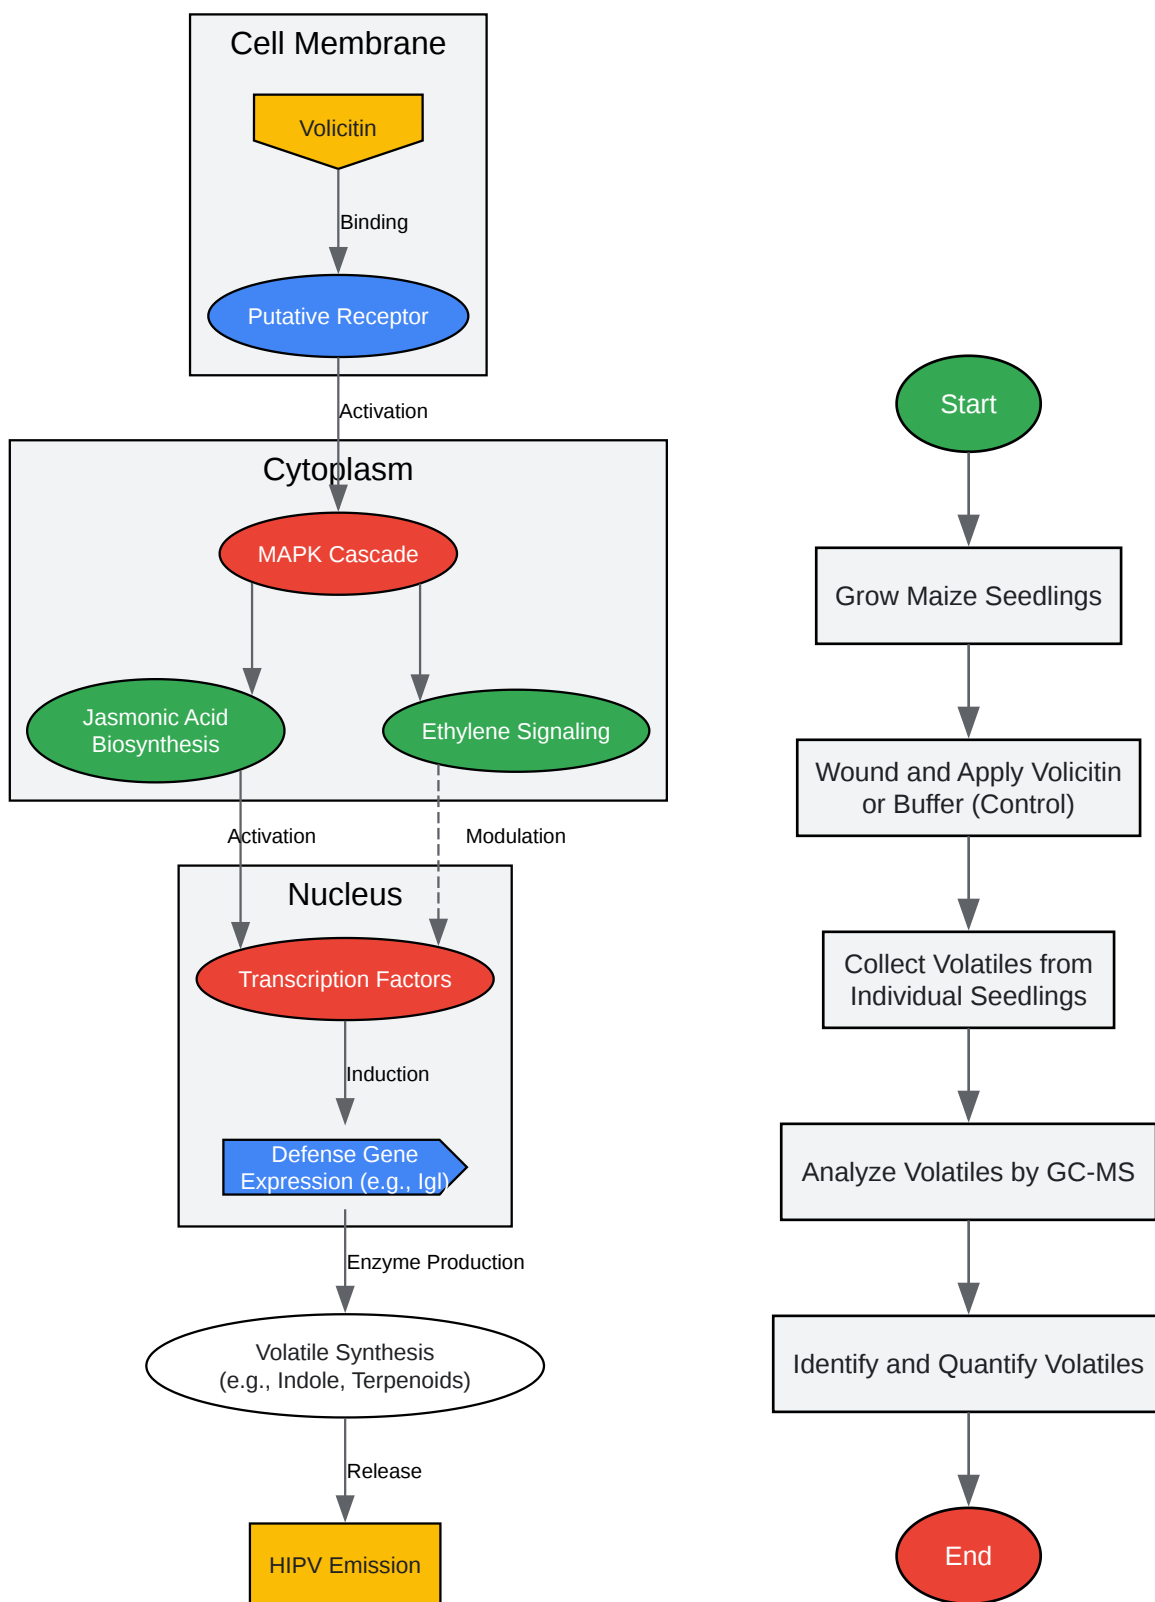 Cell Membrane
Volicitin
Binding
Putative Receptor
Activation
Cytoplasm
MAPK Cascade
Jasmonic Acid
Biosynthesis
Ethylene Signaling
Activation
Modulation
Nucleus
Transcription Factors
Induction
Defense Gene
Expression (e.g., Igl)
Enzyme Production
Volatile Synthesis
(e.g., Indole, Terpenoids)
Release
HIPV Emission
Start
Grow Maize Seedlings
Wound and Apply Volicitin
or Buffer (Control)
Collect Volatiles from
Individual Seedlings
Analyze Volatiles by GC-MS
Identify and Quantify Volatiles
End